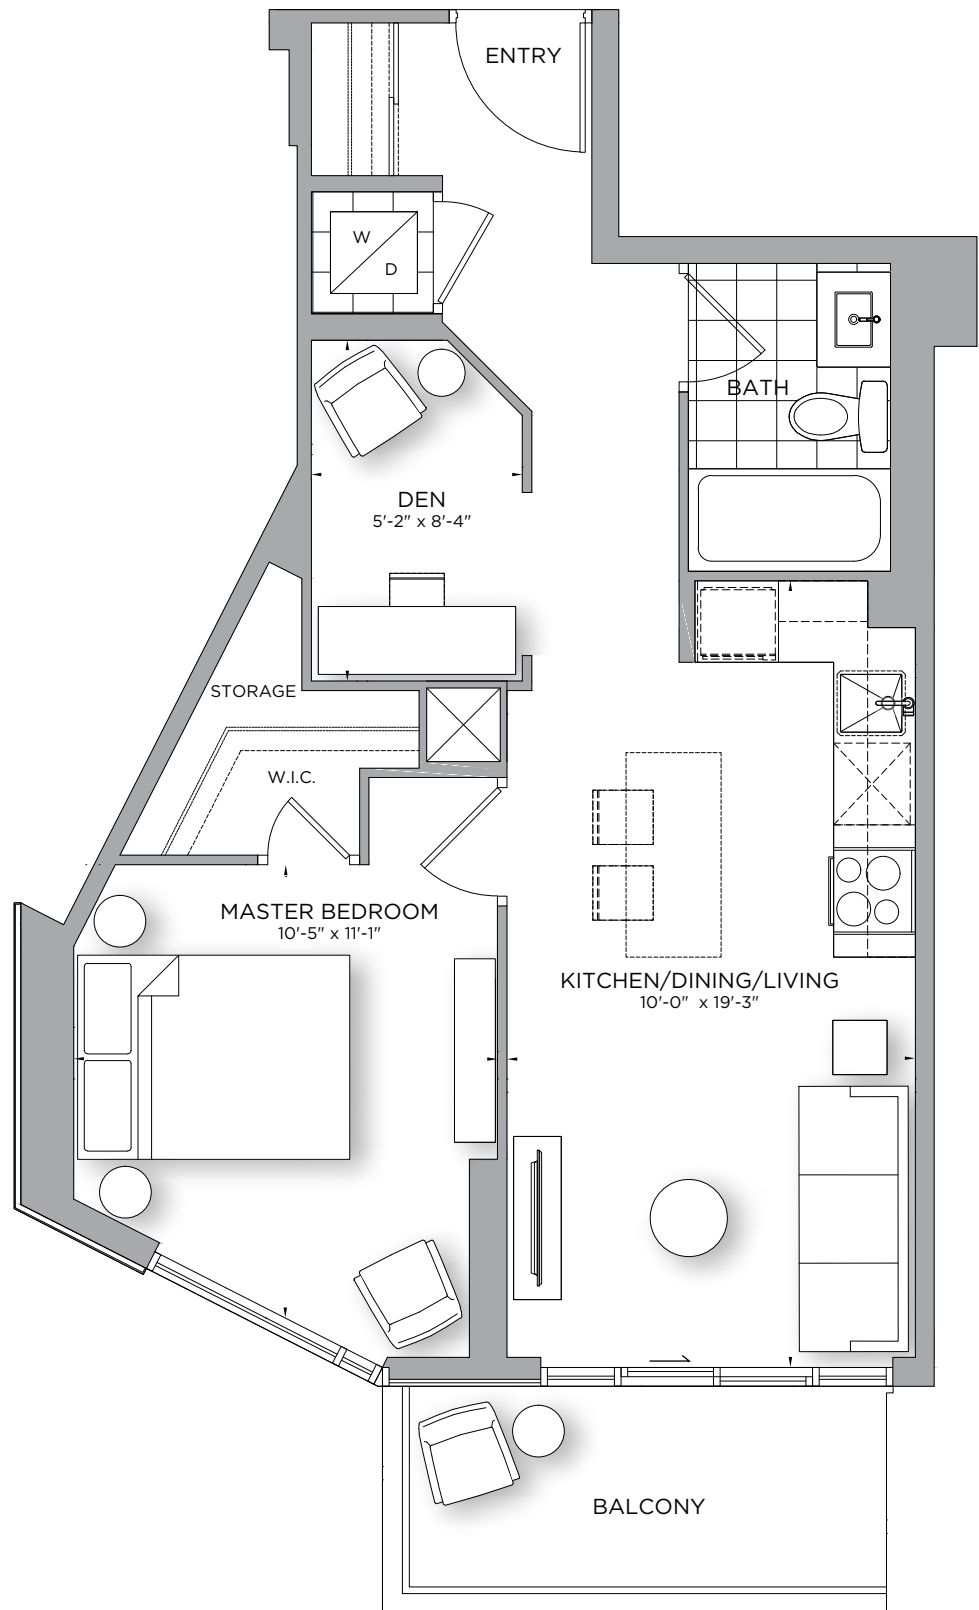 ENTRY
W
D
BATH
DEN
5'-2" x 8'-4"
STORAGE
W.I.C.
MASTER BEDROOM
10'-5" x 11'-1"
KITCHEN/DINING/LIVING
10'-0" x 19'-3"
BALCONY